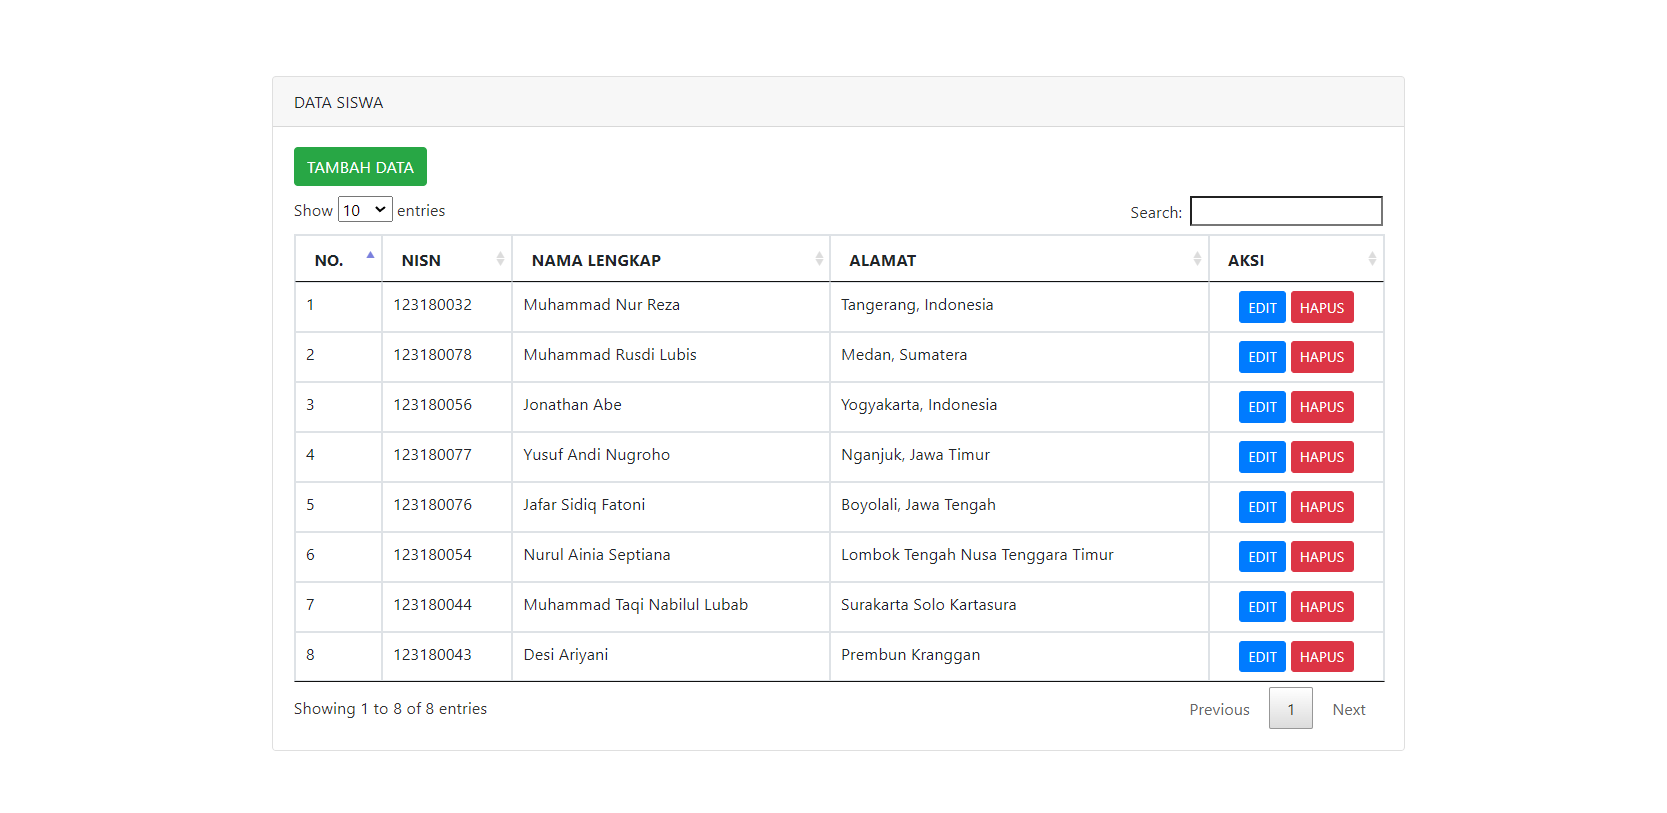 DATA SISWA
TAMBAH DATA
Show 10 entries
Search:
NO. NISN NAMA LENGKAP ALAMAT AKSI
1 123180032 Muhammad Nur Reza Tangerang, Indonesia EDIT HAPUS
2 123180078 Muhammad Rusdi Lubis Medan, Sumatera EDIT HAPUS
3 123180056 Jonathan Abe Yogyakarta, Indonesia EDIT HAPUS
4 123180077 Yusuf Andi Nugroho Nganjuk, Jawa Timur EDIT HAPUS
5 123180076 Jafar Sidiq Fatoni Boyolali, Jawa Tengah EDIT HAPUS
6 123180054 Nurul Ainia Septiana Lombok Tengah Nusa Tenggara Timur EDIT HAPUS
7 123180044 Muhammad Taqi Nabilul Lubab Surakarta Solo Kartasura EDIT HAPUS
8 123180043 Desi Ariyani Prembun Kranggan EDIT HAPUS
Showing 1 to 8 of 8 entries
Previous 1 Next